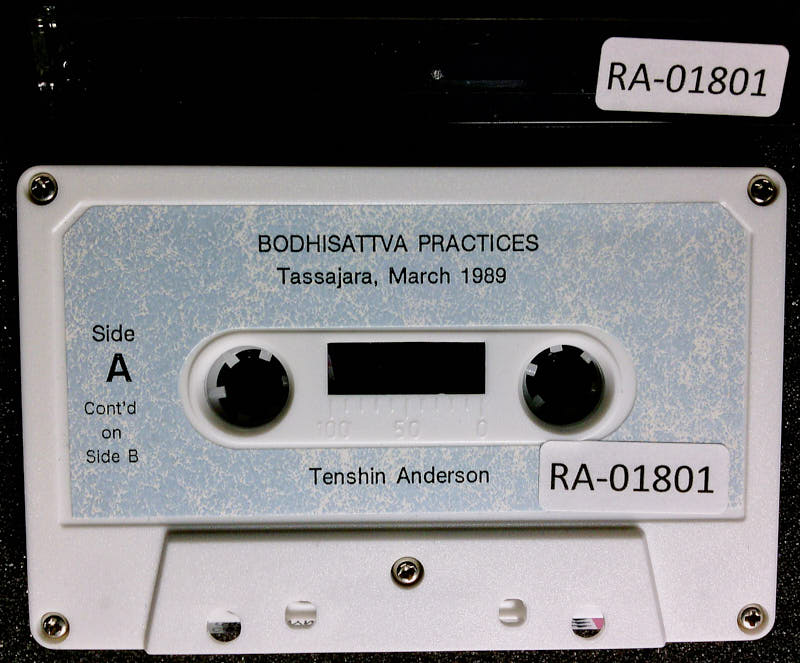 RA-01801
BODHISATTVA PRACTICES
Tassajara, March 1989
Side
A
Cont'd
on
Side B
100 50 0
Tenshin Anderson
RA-01801